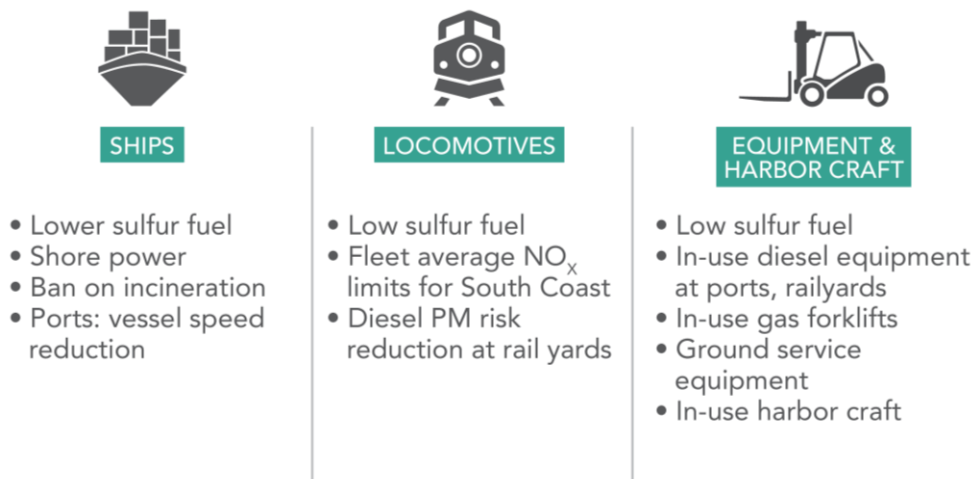 SHIPS
• Lower sulfur fuel
• Shore power
• Ban on incineration
• Ports: vessel speed
reduction
LOCOMOTIVES
• Low sulfur fuel
• Fleet average NOx
limits for South Coast
• Diesel PM risk
reduction at rail yards
EQUIPMENT &
HARBOR CRAFT
• Low sulfur fuel
• In-use diesel equipment
at ports, railyards
• In-use gas forklifts
• Ground service
equipment
• In-use harbor craft